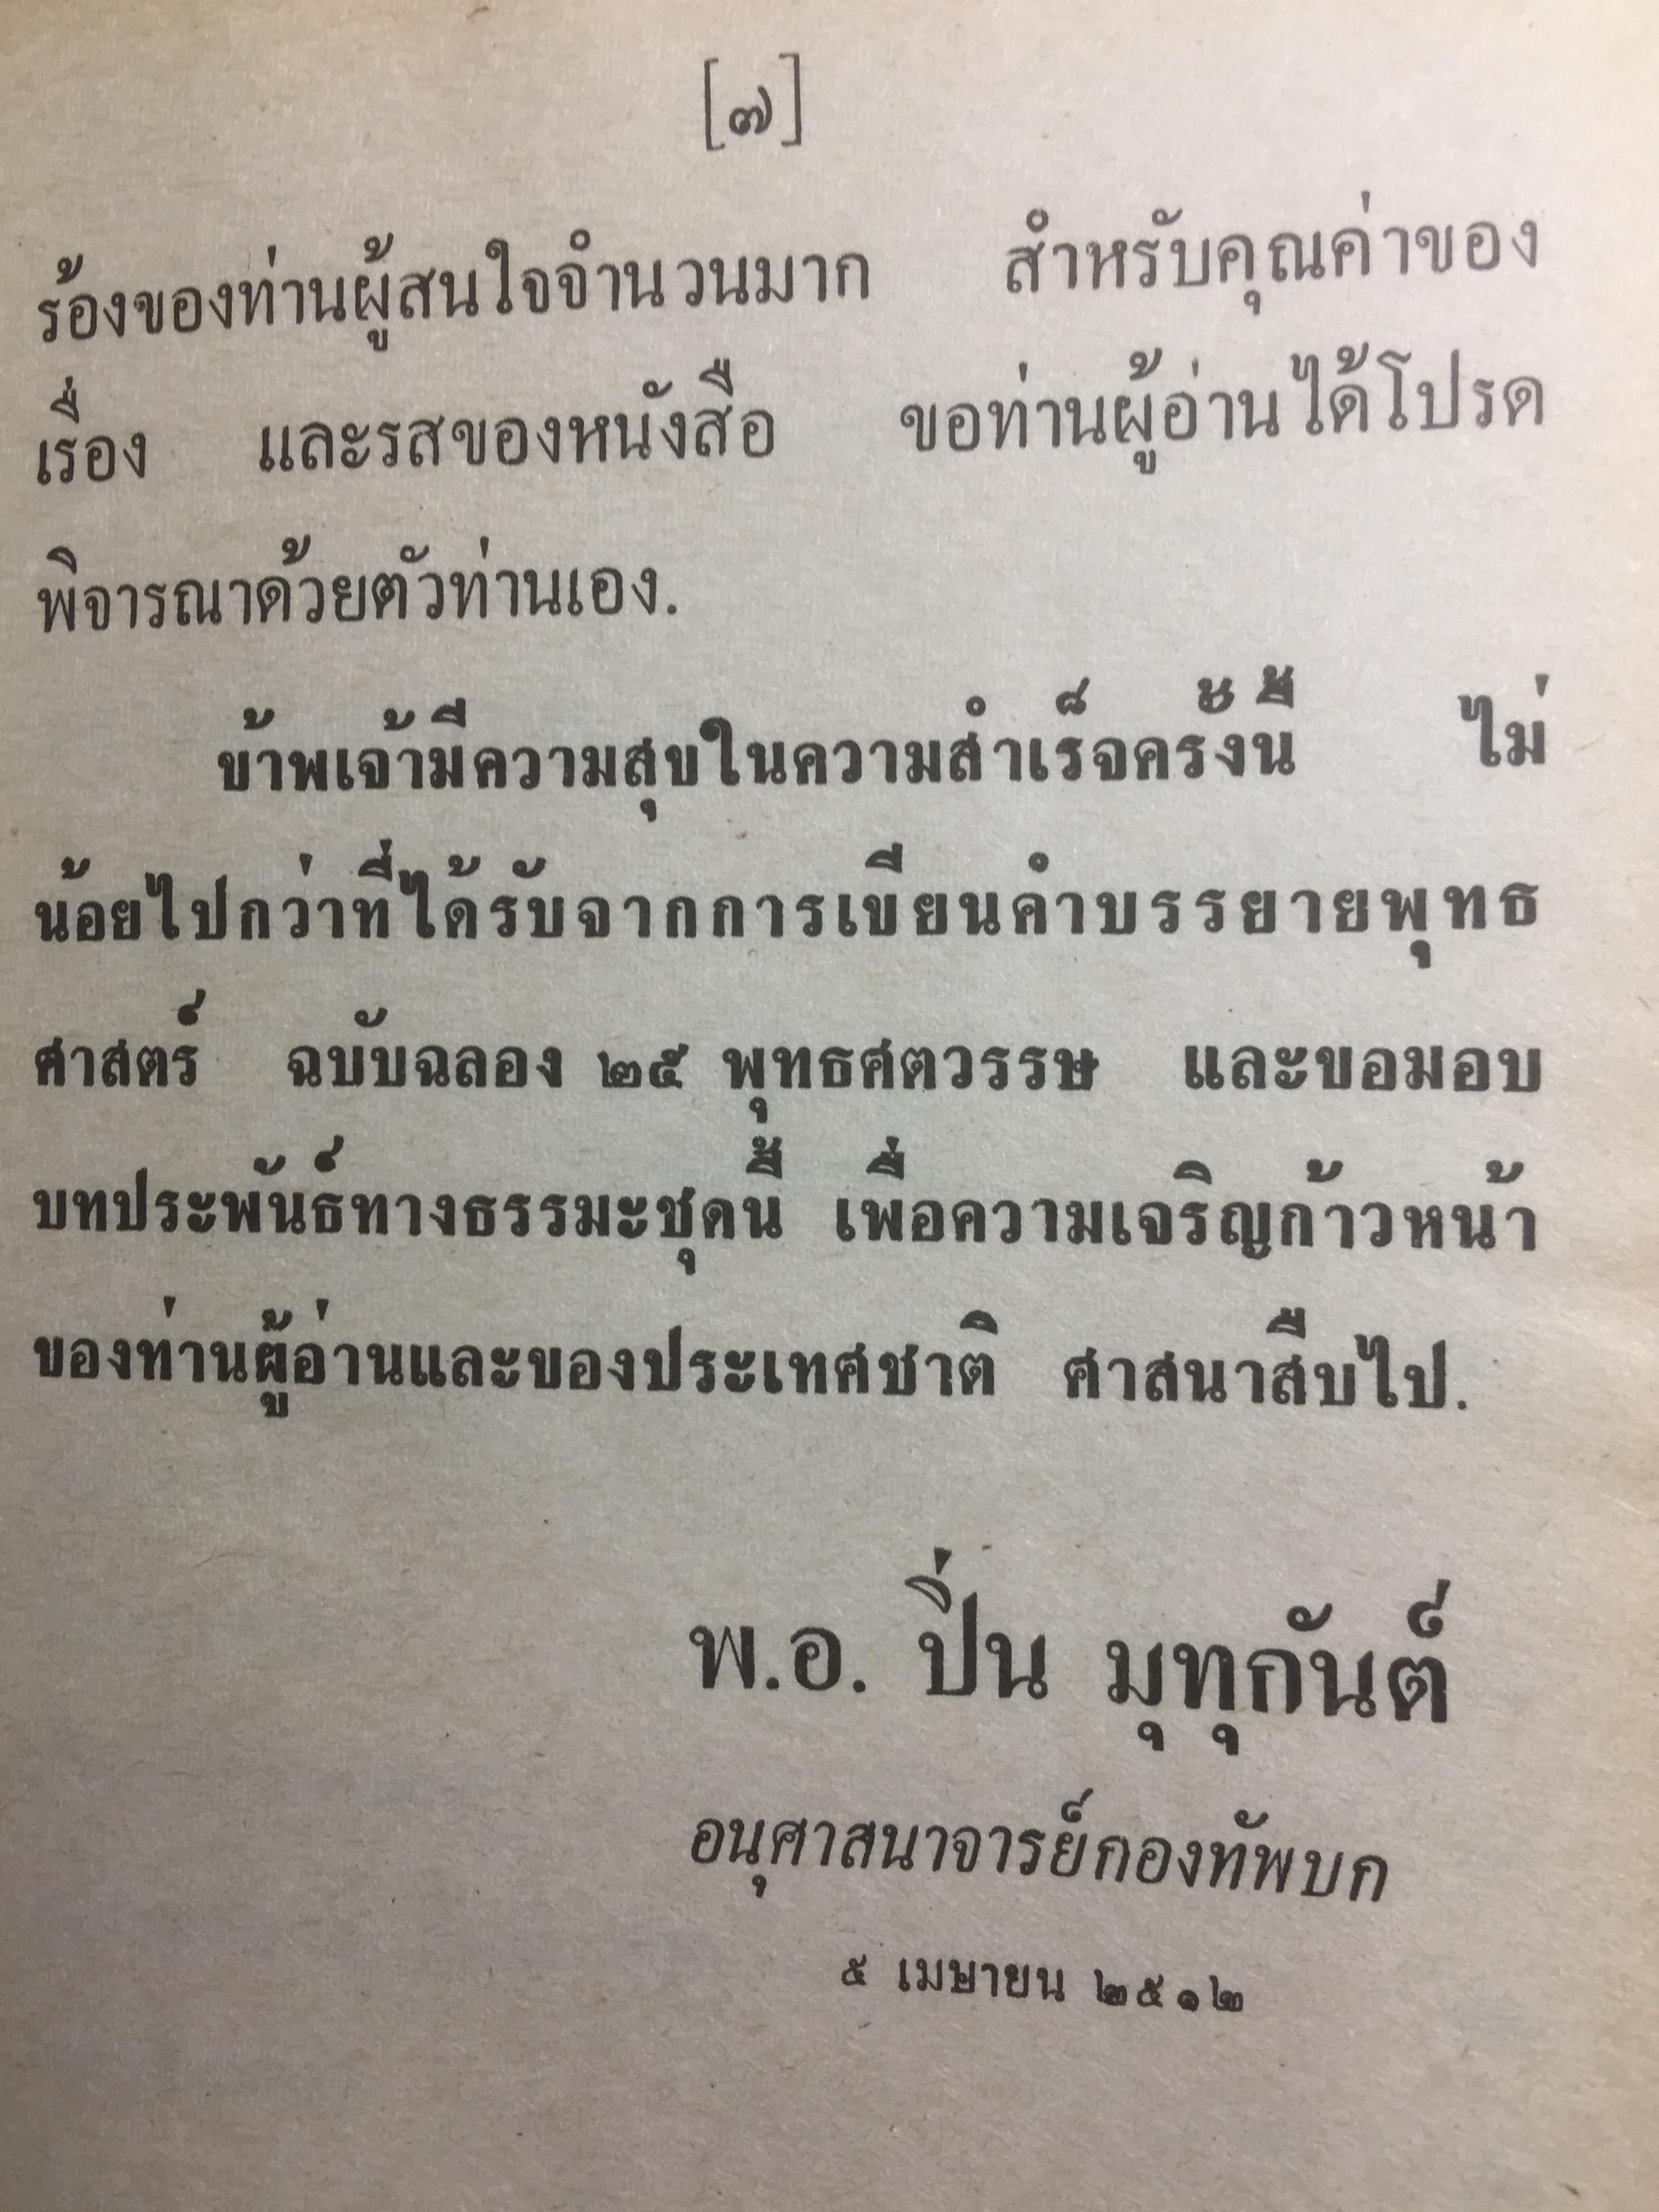 [๗]
ร้องของท่านผู้สนใจจำนวนมาก สำหรับคุณค่าของ
เรื่อง และรสของหนังสือ ขอท่านผู้อ่านได้โปรด
พิจารณาด้วยตัวท่านเอง.
ข้าพเจ้ามีความสุขในความสำเร็จครั้งนี้ ไม่
น้อยไปกว่าที่ได้รับจากการเขียนคำบรรยายพุทธ
ศาสตร์ ฉบับฉลอง ๒๕ พุทธศตวรรษ และขอมอบ
บทประพันธ์ทางธรรมะชุดนี้ เพื่อความเจริญก้าวหน้า
ของท่านผู้อ่านและของประเทศชาติ ศาสนาสืบไป.
พ.อ. ปิ่น มุทุกันต์
อนุศาสนาจารย์กองทัพบก
๕ เมษายน ๒๕๑๒